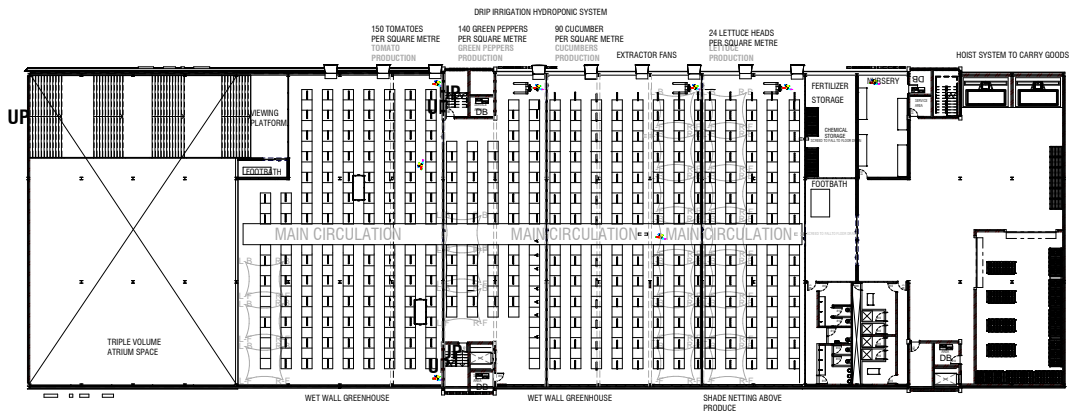 DRIP IRRIGATION HYDROPONIC SYSTEM
150 TOMATOES
PER SQUARE METRE
TOMATO
PRODUCTION
140 GREEN PEPPERS
PER SQUARE METRE
GREEN PEPPERS
PRODUCTION
90 CUCUMBER
PER SQUARE METRE
CUCUMBERS
PRODUCTION
EXTRACTOR FANS
24 LETTUCE HEADS
PER SQUARE METRE
LETTUCE
PRODUCTION
HOIST SYSTEM TO CARRY GOODS
UP
VIEWING
PLATFORM
FOOTBATH
UP
DB
FERTILIZER
STORAGE
CHEMICAL
STORAGE
NURSERY
DB
SERVICE
AREA
FOOTBATH
MAIN CIRCULATION
MAIN CIRCULATION
MAIN CIRCULATION
TRIPLE VOLUME
ATRIUM SPACE
UP
DB
DB
WET WALL GREENHOUSE
WET WALL GREENHOUSE
SHADE NETTING ABOVE
PRODUCE